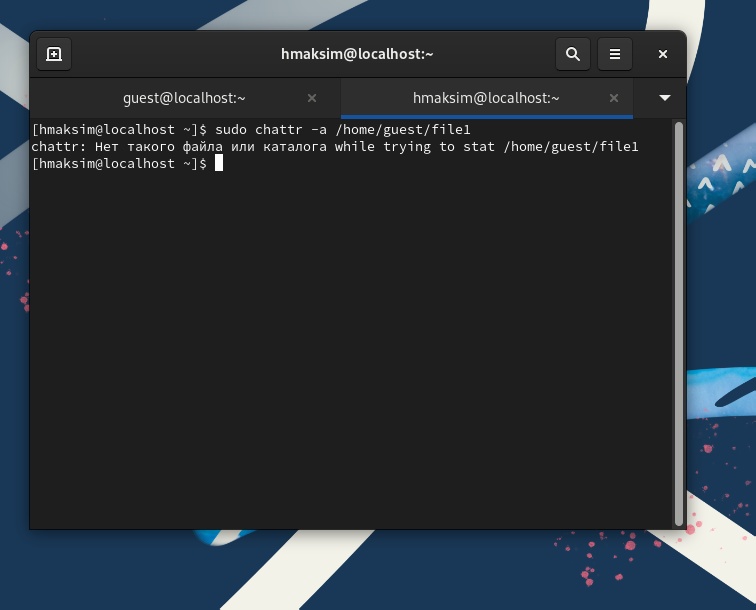 hmaksim@localhost:~
guest@localhost:~
hmaksim@localhost:~
[hmaksim@localhost ~]$ sudo chattr -a /home/guest/file1
chattr: Нет такого файла или каталога while trying to stat /home/guest/file1
[hmaksim@localhost ~]$